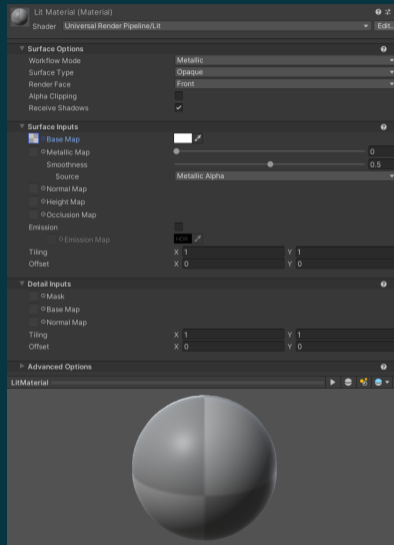 Lit Material (Material)
Shader Universal Render Pipeline/Lit Edit...
Surface Options
Workflow Mode Metallic
Surface Type Opaque
Render Face Front
Alpha Clipping
Receive Shadows
Surface Inputs
Base Map
Metallic Map 0
Smoothness 0.5
Source Metallic Alpha
Normal Map
Height Map
Occlusion Map
Emission
Emission Map HDR
Tiling X 1 Y 1
Offset X 0 Y 0
Detail Inputs
Mask
Base Map
Normal Map
Tiling X 1 Y 1
Offset X 0 Y 0
Advanced Options
LitMaterial